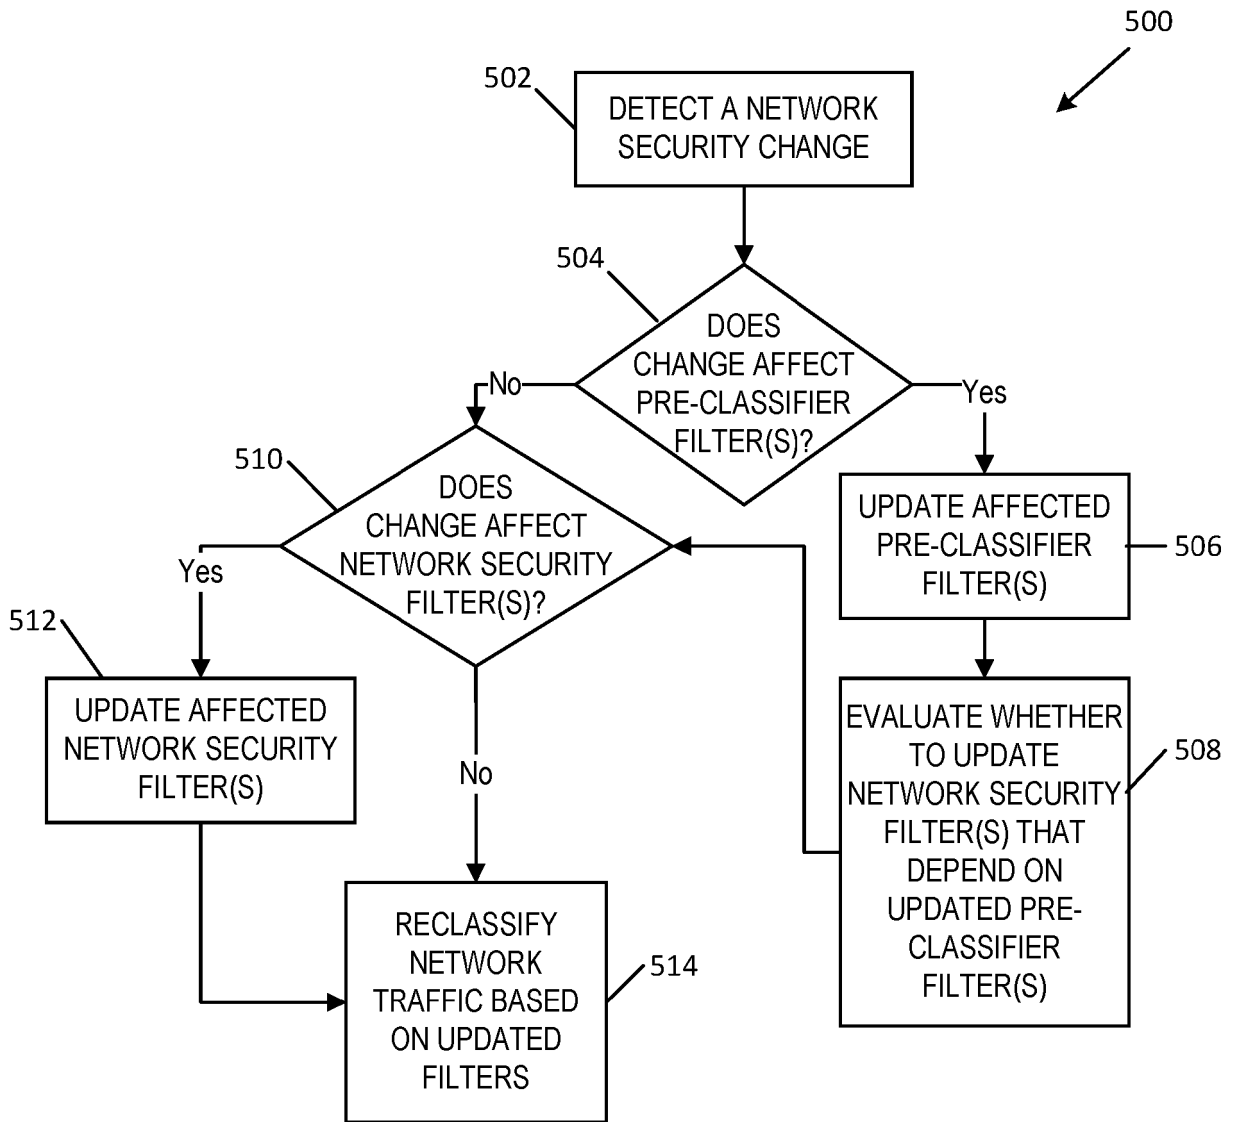 500
502
DETECT A NETWORK
SECURITY CHANGE
504
DOES
CHANGE AFFECT
PRE-CLASSIFIER
FILTER(S)?
No
Yes
510
DOES
CHANGE AFFECT
NETWORK SECURITY
FILTER(S)?
UPDATE AFFECTED
PRE-CLASSIFIER
FILTER(S)
506
Yes
512
UPDATE AFFECTED
NETWORK SECURITY
FILTER(S)
No
EVALUATE WHETHER
TO UPDATE
NETWORK SECURITY
FILTER(S) THAT
DEPEND ON
UPDATED PRE-
CLASSIFIER
FILTER(S)
508
RECLASSIFY
NETWORK
TRAFFIC BASED
ON UPDATED
FILTERS
514